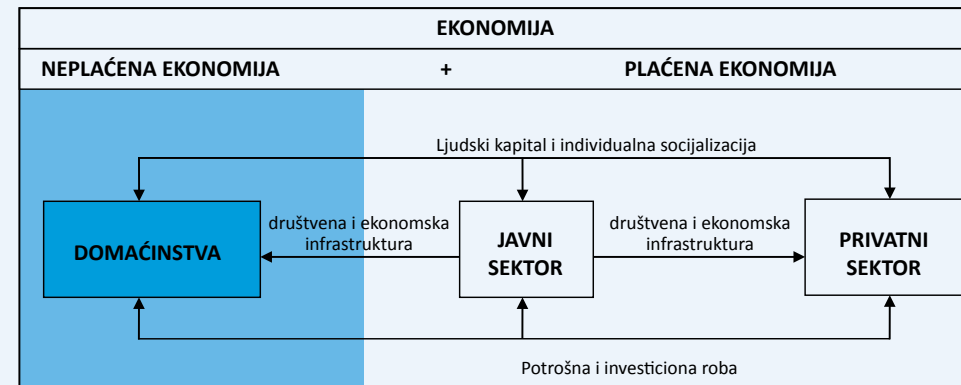 EKONOMIJA
NEPLAĆENA EKONOMIJA + PLAĆENA EKONOMIJA
Ljudski kapital i individualna socijalizacija
DOMAĆINSTVA
društvena i ekonomska
infrastruktura
JAVNI
SEKTOR
društvena i ekonomska
infrastruktura
PRIVATNI
SEKTOR
Potrošna i investiciona roba